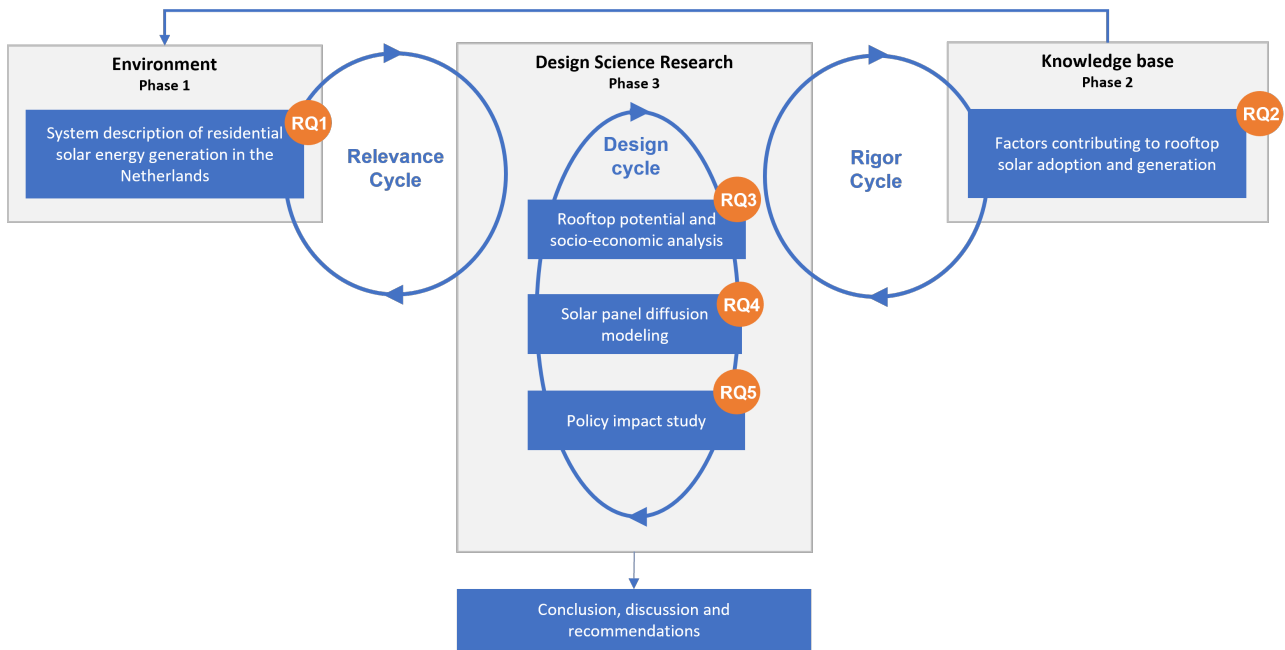 Environment
Phase 1
RQ1
System description of residential
solar energy generation in the
Netherlands
Relevance
Cycle
Design Science Research
Phase 3
Design
cycle
RQ3
Rooftop potential and
socio-economic analysis
RQ4
Solar panel diffusion
modeling
RQ5
Policy impact study
Rigor
Cycle
Knowledge base
Phase 2
RQ2
Factors contributing to rooftop
solar adoption and generation
Conclusion, discussion and
recommendations